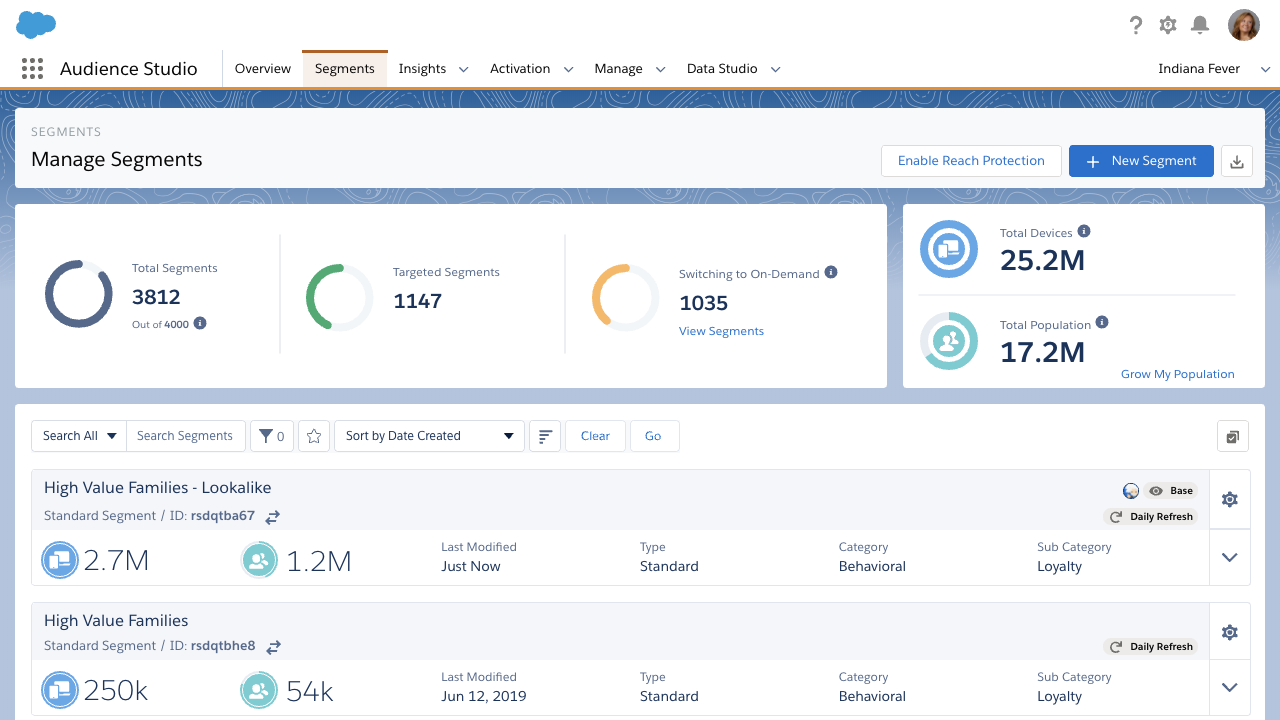 Audience Studio
Overview
Segments
Insights
Activation
Manage
Data Studio
Indiana Fever
SEGMENTS
Manage Segments
Enable Reach Protection
New Segment
Total Segments
3812
Out of 4000
Targeted Segments
1147
Switching to On-Demand
1035
View Segments
Total Devices
25.2M
Total Population
17.2M
Grow My Population
Search All
Search Segments
0
Sort by Date Created
Clear
Go
High Value Families - Lookalike
Base
Standard Segment / ID: rsdqtba67
Daily Refresh
2.7M
1.2M
Last Modified
Just Now
Type
Standard
Category
Behavioral
Sub Category
Loyalty
High Value Families
Standard Segment / ID: rsdqtbhe8
Daily Refresh
250k
54k
Last Modified
Jun 12, 2019
Type
Standard
Category
Behavioral
Sub Category
Loyalty